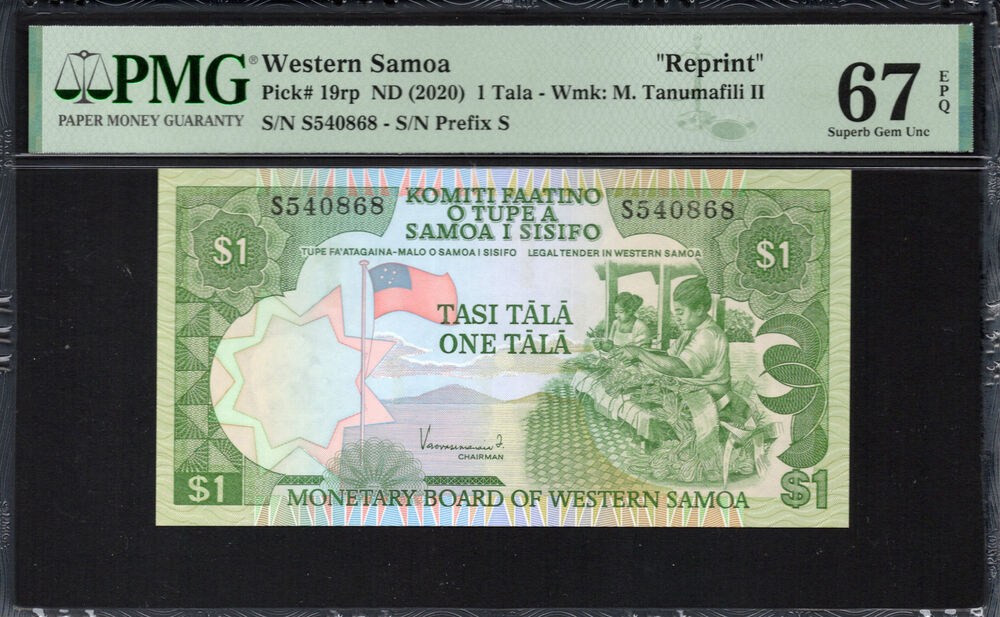 PMG®
PAPER MONEY GUARANTY
Western Samoa "Reprint"
Pick# 19rp ND (2020) 1 Tala - Wmk: M. Tanumafili II
S/N S540868 - S/N Prefix S
67
EPQ
Superb Gem Unc
S540868
S540868
KOMITI FAATINO
O TUPE A
SAMOA I SISIFO
TUPE FA'ATAGAINA-MALO O SAMOA I SISIFO LEGAL TENDER IN WESTERN SAMOA
$1
$1
TASI TĀLĀ
ONE TĀLĀ
CHAIRMAN
$1
MONETARY BOARD OF WESTERN SAMOA
$1